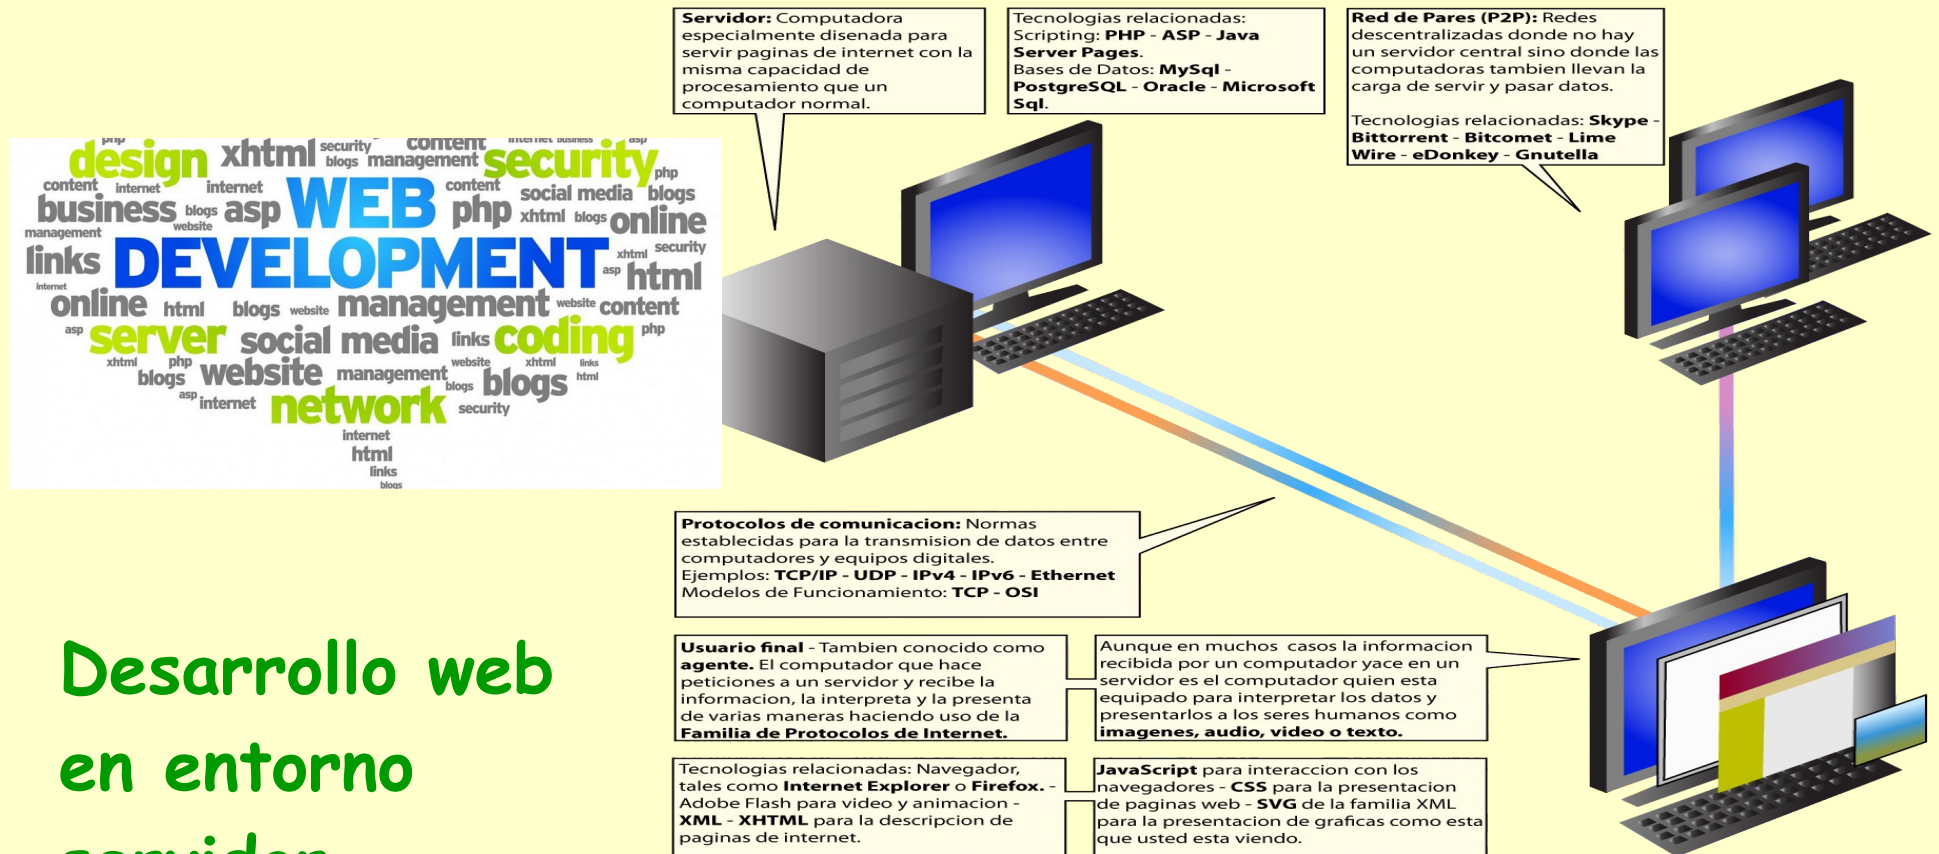 php security content internet business asp
design xhtml blogs management security php
content internet internet WEB content social media blogs
business blogs asp php xhtml blogs online
management website
links DEVELOPMENT xhtml security
internet asp html
online html blogs website management website content
asp server social media links coding php
xhtml php website xhtml links
blogs website management blogs blogs html
asp internet network security
internet
html
links
blogs
Desarrollo web
en entorno
servidor
Servidor: Computadora
especialmente disenada para
servir paginas de internet con la
misma capacidad de
procesamiento que un
computador normal.
Tecnologias relacionadas:
Scripting: PHP - ASP - Java
Server Pages.
Bases de Datos: MySql -
PostgreSQL - Oracle - Microsoft
Sql.
Red de Pares (P2P): Redes
descentralizadas donde no hay
un servidor central sino donde las
computadoras tambien llevan la
carga de servir y pasar datos.
Tecnologias relacionadas: Skype -
Bittorrent - Bitcomet - Lime
Wire - eDonkey - Gnutella
Protocolos de comunicacion: Normas
establecidas para la transmision de datos entre
computadores y equipos digitales.
Ejemplos: TCP/IP - UDP - IPv4 - IPv6 - Ethernet
Modelos de Funcionamiento: TCP - OSI
Usuario final - Tambien conocido como
agente. El computador que hace
peticiones a un servidor y recibe la
informacion, la interpreta y la presenta
de varias maneras haciendo uso de la
Familia de Protocolos de Internet.
Aunque en muchos casos la informacion
recibida por un computador yace en un
servidor es el computador quien esta
equipado para interpretar los datos y
presentarlos a los seres humanos como
imagenes, audio, video o texto.
Tecnologias relacionadas: Navegador,
tales como Internet Explorer o Firefox. -
Adobe Flash para video y animacion -
XML - XHTML para la descripcion de
paginas de internet.
JavaScript para interaccion con los
navegadores - CSS para la presentacion
de paginas web - SVG de la familia XML
para la presentacion de graficas como esta
que usted esta viendo.